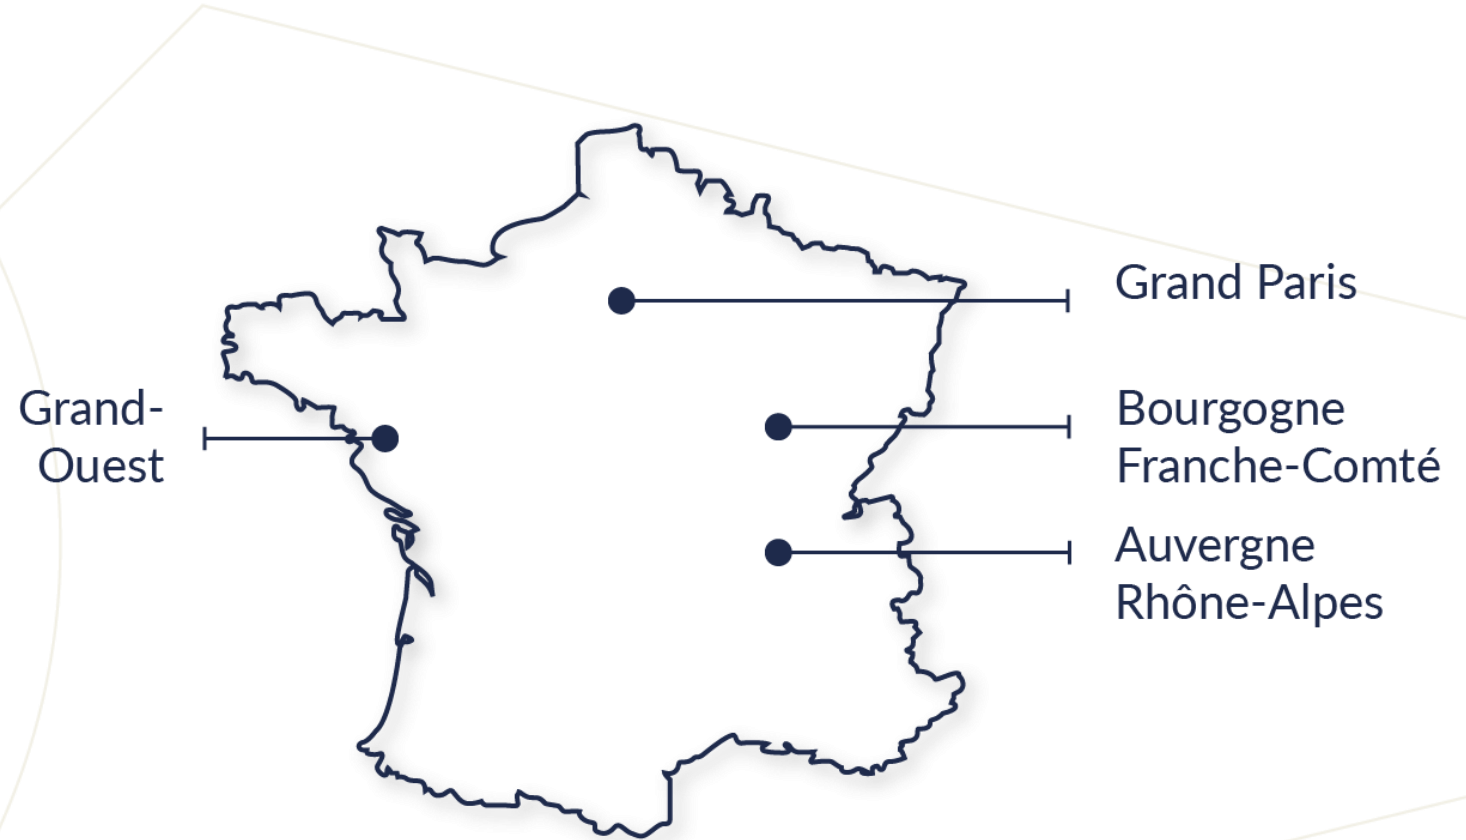 Grand Paris
Grand-
Ouest
Bourgogne
Franche-Comté
Auvergne
Rhône-Alpes